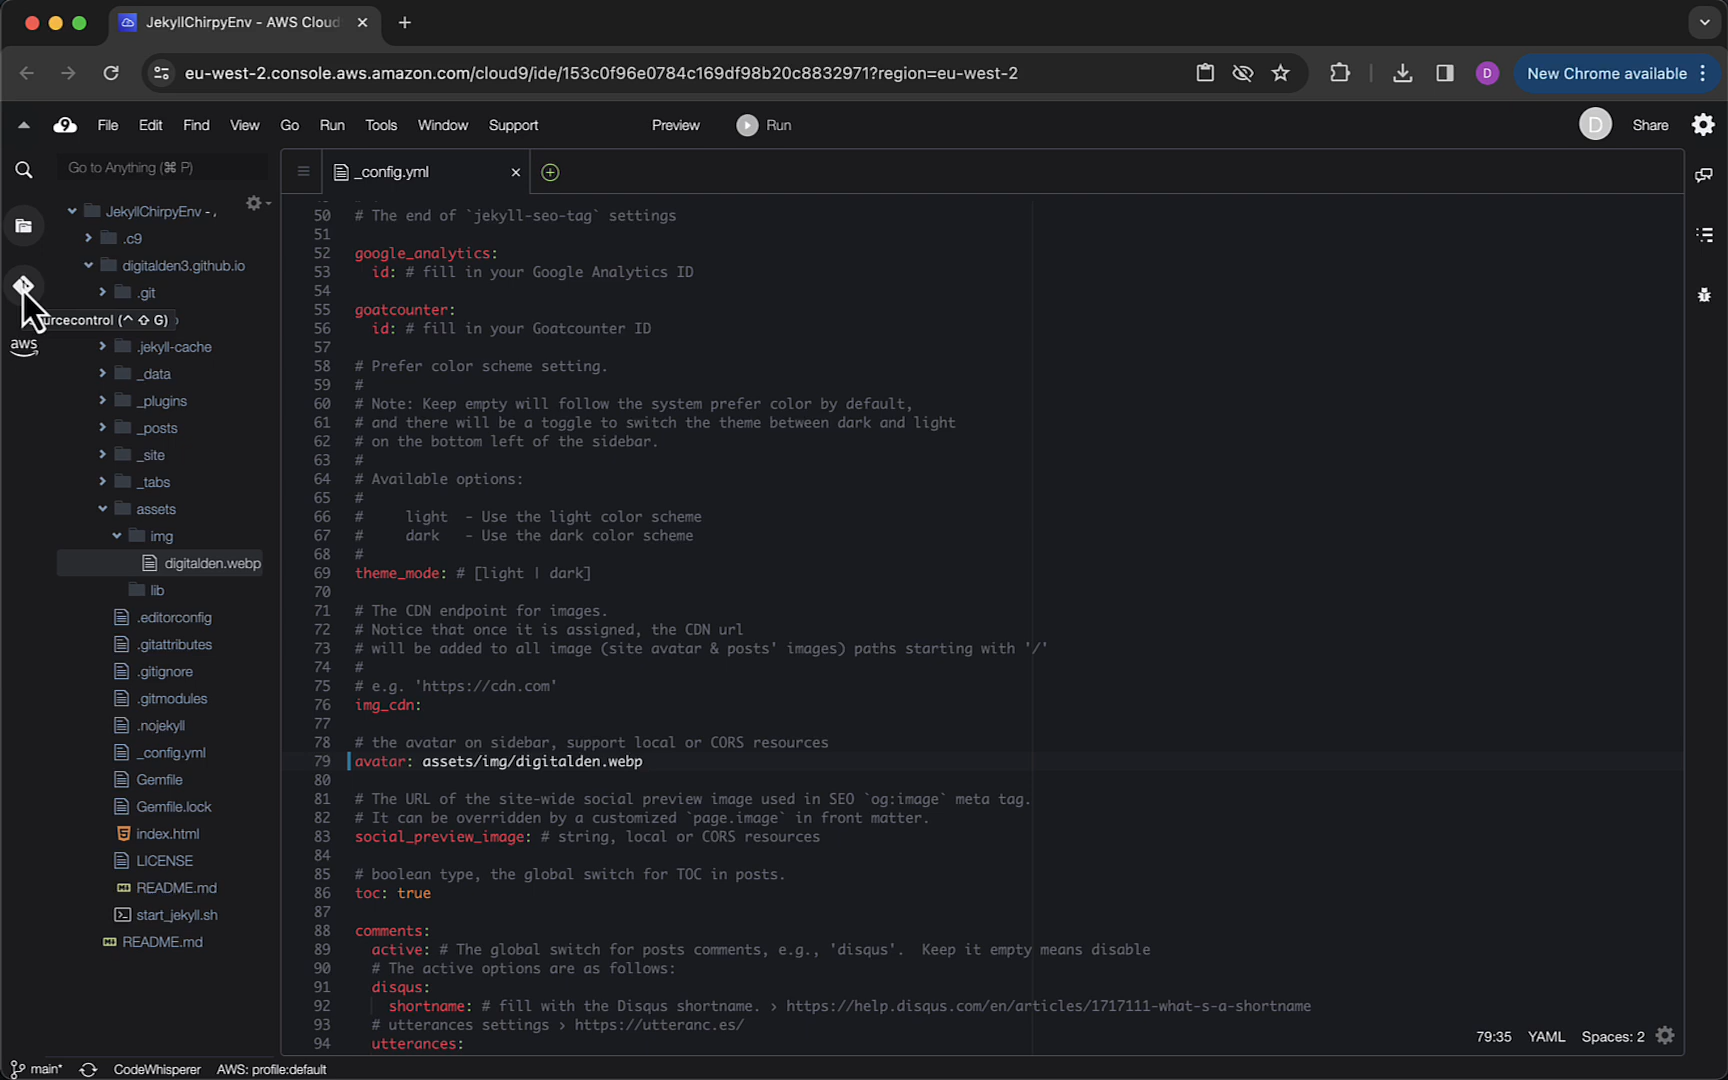 JekyllChirpyEnv - AWS Cloud
eu-west-2.console.aws.amazon.com/cloud9/ide/153c0f96e0784c169df98b20c8832971?region=eu-west-2
D
New Chrome available
9 File Edit Find View Go Run Tools Window Support Preview Run
D Share
Go to Anything (⌘ P)
_config.yml
JekyllChirpyEnv -
.c9
digitalden3.github.io
.git
urcecontrol (^ ⇧ G)
aws
.jekyll-cache
_data
_plugins
_posts
_site
_tabs
assets
img
digitalden.webp
lib
.editorconfig
.gitattributes
.gitignore
.gitmodules
.nojekyll
_config.yml
Gemfile
Gemfile.lock
index.html
LICENSE
README.md
start_jekyll.sh
README.md
50 # The end of `jekyll-seo-tag` settings
51
52 google_analytics:
53 id: # fill in your Google Analytics ID
54
55 goatcounter:
56 id: # fill in your Goatcounter ID
57
58 # Prefer color scheme setting.
59 #
60 # Note: Keep empty will follow the system prefer color by default,
61 # and there will be a toggle to switch the theme between dark and light
62 # on the bottom left of the sidebar.
63 #
64 # Available options:
65 #
66 # light - Use the light color scheme
67 # dark - Use the dark color scheme
68 #
69 theme_mode: # [light | dark]
70
71 # The CDN endpoint for images.
72 # Notice that once it is assigned, the CDN url
73 # will be added to all image (site avatar & posts' images) paths starting with '/'
74 #
75 # e.g. 'https://cdn.com'
76 img_cdn:
77
78 # the avatar on sidebar, support local or CORS resources
79 avatar: assets/img/digitalden.webp
80
81 # The URL of the site-wide social preview image used in SEO `og:image` meta tag.
82 # It can be overridden by a customized `page.image` in front matter.
83 social_preview_image: # string, local or CORS resources
84
85 # boolean type, the global switch for TOC in posts.
86 toc: true
87
88 comments:
89 active: # The global switch for posts comments, e.g., 'disqus'. Keep it empty means disable
90 # The active options are as follows:
91 disqus:
92 shortname: # fill with the Disqus shortname. › https://help.disqus.com/en/articles/1717111-what-s-a-shortname
93 # utterances settings › https://utteranc.es/
94 utterances:
79:35 YAML Spaces: 2
main* CodeWhisperer AWS: profile:default